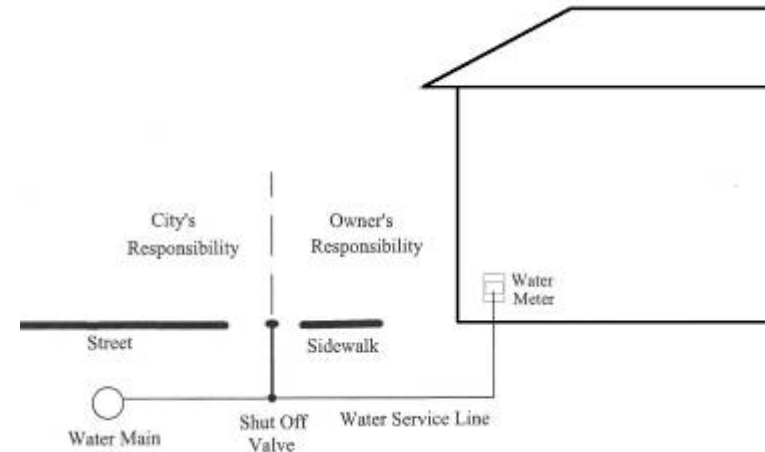 City's
Responsibility
Owner's
Responsibility
Water
Meter
Street
Sidewalk
Water Main
Shut Off
Valve
Water Service Line